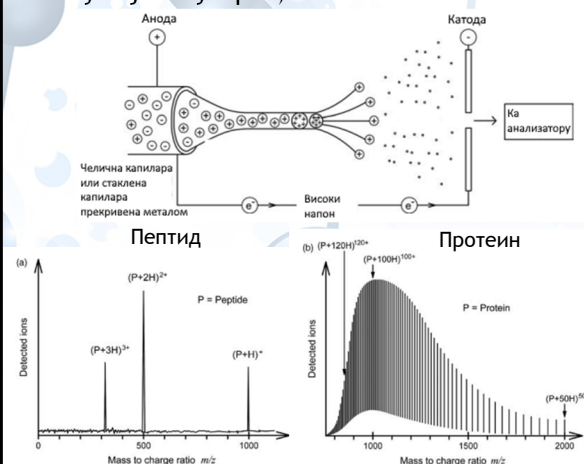 Анода
Катода
+
-
Челична капилара
или стаклена
капилара
прекривена металом
e⁻
Високи
напон
e⁻
Ка
анализатору
Пептид
(a)
(P+2H)²⁺
P = Peptide
(P+3H)³⁺
(P+H)⁺
Detected ions
0
500
1000
Mass to charge ratio m/z
Протеин
(b)
(P+120H)¹²⁰⁺
(P+100H)¹⁰⁰⁺
P = Protein
Detected ions
1000
1500
2000
Mass to charge ratio m/z